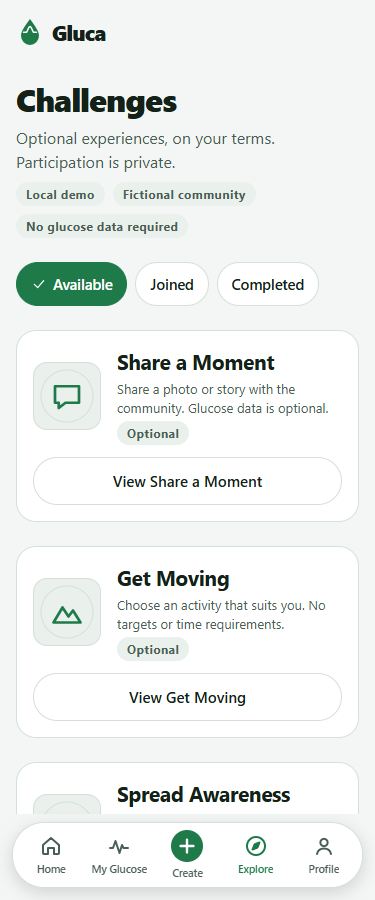 Gluca
Challenges
Optional experiences, on your terms.
Participation is private.
Local demo
Fictional community
No glucose data required
Available
Joined
Completed
Share a Moment
Share a photo or story with the
community. Glucose data is optional.
Optional
View Share a Moment
Get Moving
Choose an activity that suits you. No
targets or time requirements.
Optional
View Get Moving
Spread Awareness
Home
My Glucose
Create
Explore
Profile